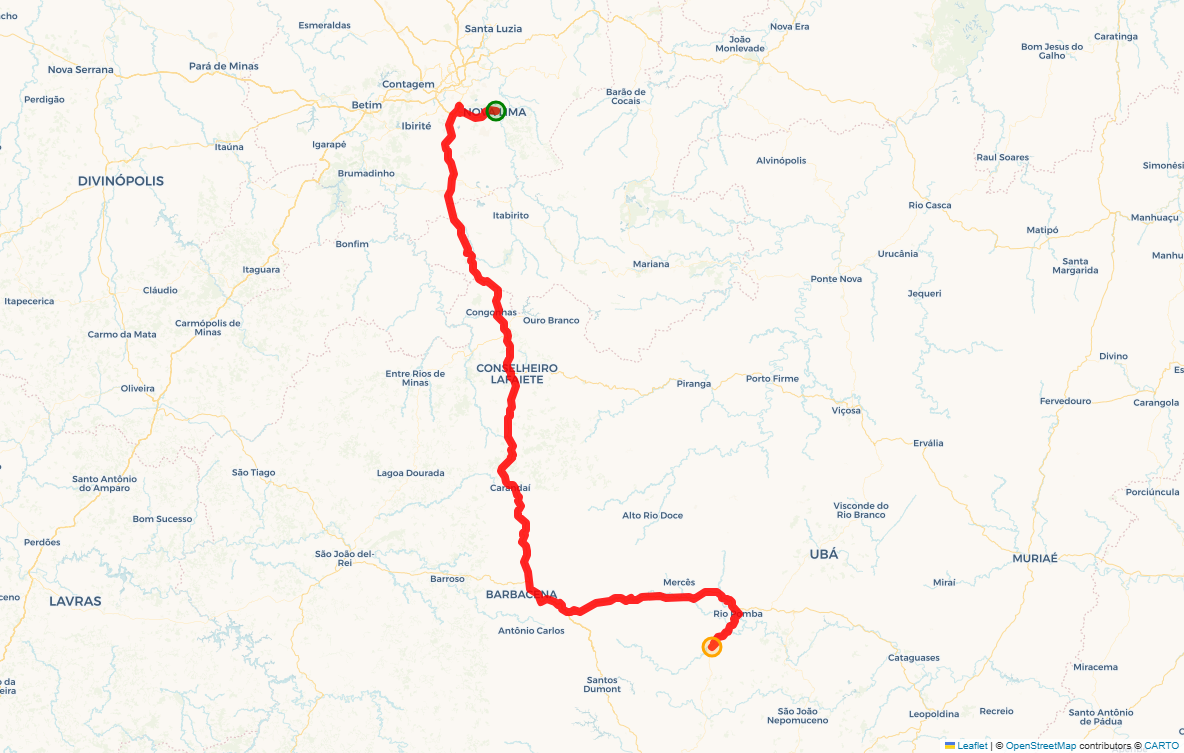 Esmeraldas
Santa Luzia
Nova Era
João
Monlevade
Caratinga
Bom Jesus do
Galho
Nova Serrana
Pará de Minas
Contagem
Perdigão
Betim
Barão de
Cocais
NOVA LIMA
Ibirité
Itaúna
Igarapé
Alvinópolis
Raul Soares
Simonési
Brumadinho
DIVINÓPOLIS
Rio Casca
Itabirito
Manhuaçu
Matipó
Bonfim
Urucânia
Manhu
Mariana
Santa
Margarida
Itaguara
Ponte Nova
Cláudio
Jequeri
Itapecerica
Congonhas
Ouro Branco
Carmo da Mata
Carmópolis de
Minas
Divino
CONSELHEIRO
LAFAIETE
Es
Entre Rios de
Minas
Piranga
Porto Firme
Oliveira
Fervedouro
Carangola
Viçosa
Ervália
São Tiago
Lagoa Dourada
Santo Antônio
do Amparo
Carandaí
Porciúncula
Visconde do
Rio Branco
Alto Rio Doce
Bom Sucesso
Perdões
São João del-
Rei
UBÁ
MURIAÉ
Barroso
Mercês
Miraí
BARBACENA
ceno
LAVRAS
Rio Pomba
Antônio Carlos
Cataguases
Miracema
Santos
Dumont
o da
eira
São João
Nepomuceno
Leopoldina
Recreio
Santo Antônio
de Pádua
Leaflet | © OpenStreetMap contributors © CARTO